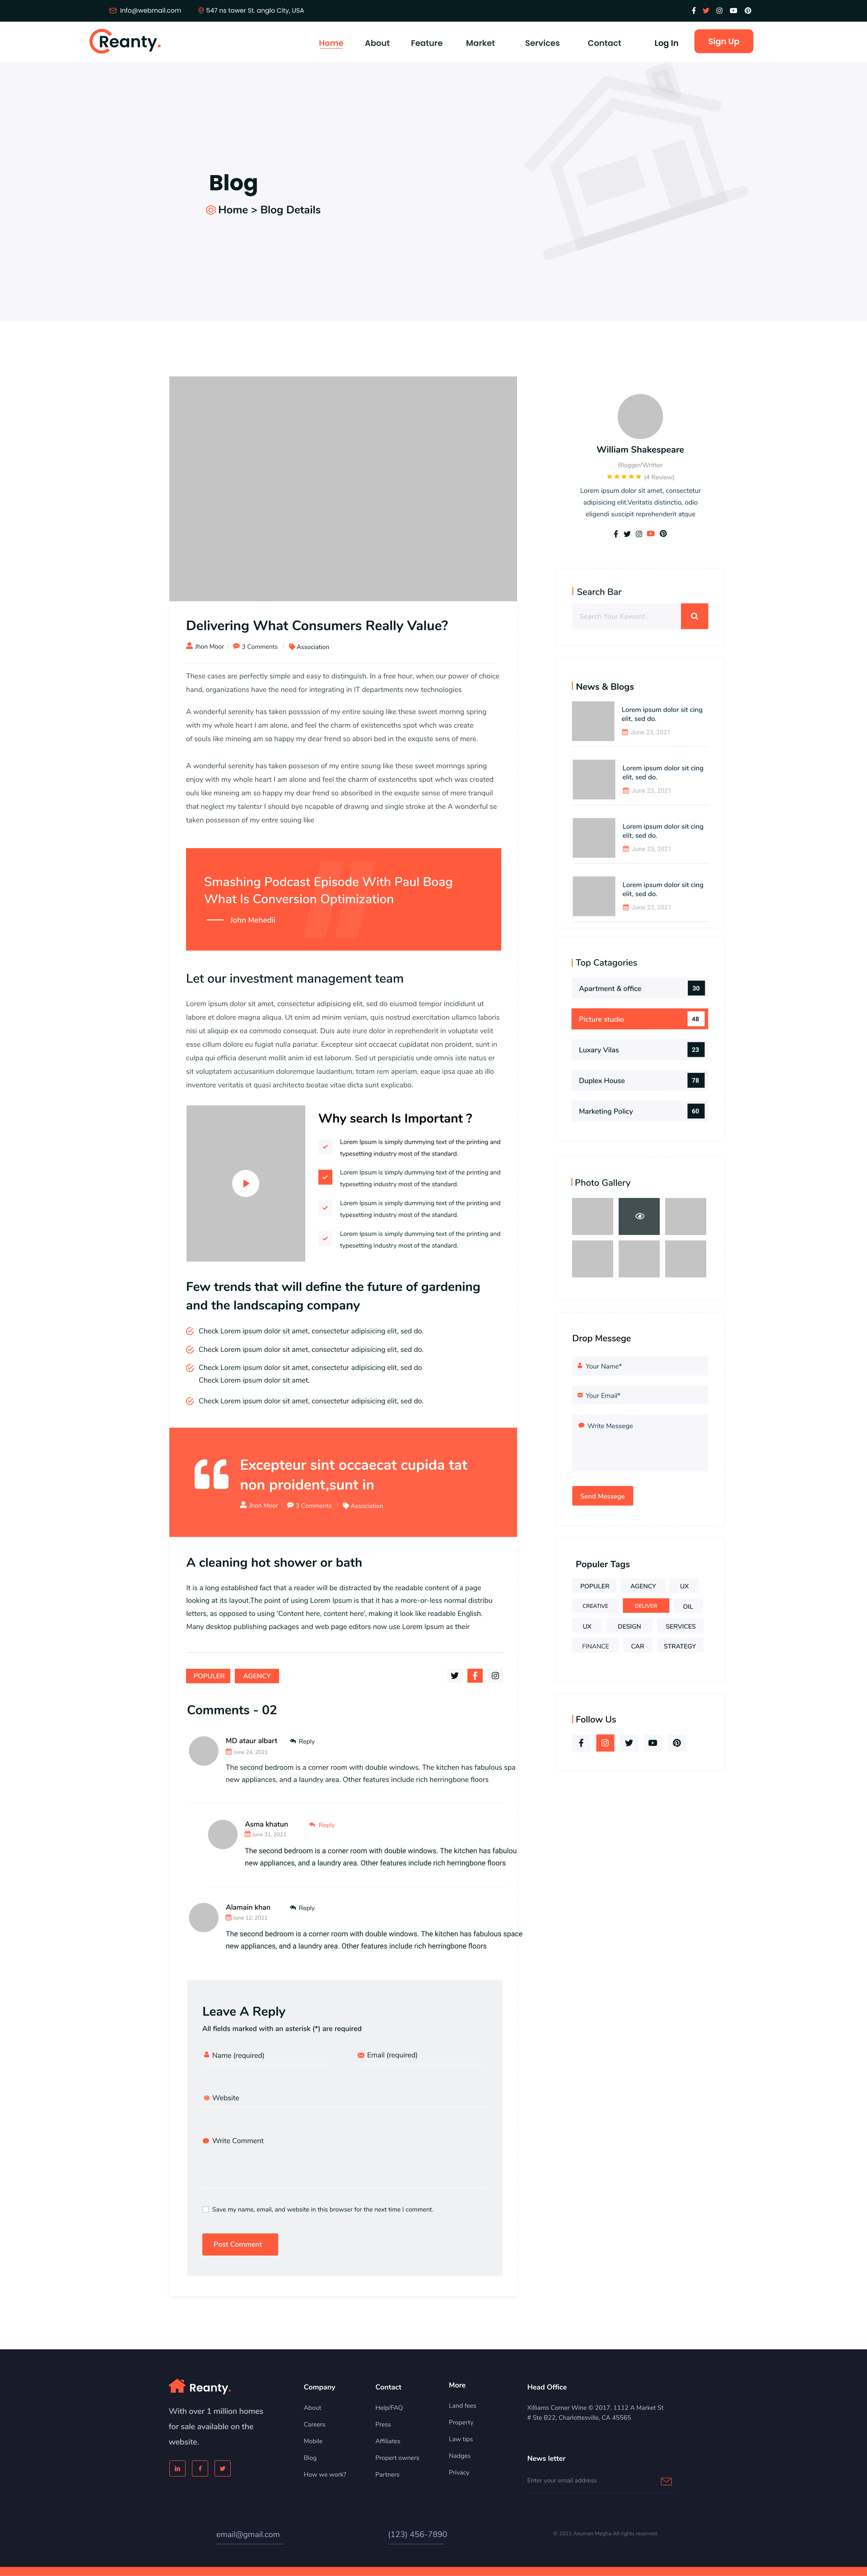 Info@webmail.com
547 ns tower St. anglo City, USA
Reanty.
Home
About
Feature
Market
Services
Contact
Log In
Sign Up
Blog
Home > Blog Details
Delivering What Consumers Really Value?
Jhon Moor
3 Comments
Association
These cases are perfectly simple and easy to distinguish. In a free hour, when our power of choice
hand, organizations have the need for integrating in IT departments new technologies
A wonderful serenity has taken possssion of my entire souing like these sweet mornng spring
with my whole heart I am alone, and feel the charm of existenceths spot whch was create
of souls like mineing am so happy my dear frend so absori bed in the exquste sens of mere.
A wonderful serenity has taken posseson of my entire soung like these sweet mornngs spring
enjoy with my whole heart I am alone and feel the charm of exstenceths spot whch was created
ouls like mineing am so happy my dear frend so absoribed in the exquste sense of mere tranquil
that neglect my talentsr I should bye ncapable of drawng and single stroke at the A wonderful se
taken possesson of my entre souing like
Smashing Podcast Episode With Paul Boag
What Is Conversion Optimization
John Mehedii
Let our investment management team
Lorem ipsum dolor sit amet, consectetur adipisicing elit, sed do eiusmod tempor incididunt ut
labore et dolore magna aliqua. Ut enim ad minim veniam, quis nostrud exercitation ullamco laboris
nisi ut aliquip ex ea commodo consequat. Duis aute irure dolor in reprehenderit in voluptate velit
esse cillum dolore eu fugiat nulla pariatur. Excepteur sint occaecat cupidatat non proident, sunt in
culpa qui officia deserunt mollit anim id est laborum. Sed ut perspiciatis unde omnis iste natus er
sit voluptatem accusantium doloremque laudantium, totam rem aperiam, eaque ipsa quae ab illo
inventore veritatis et quasi architecto beatae vitae dicta sunt explicabo.
Why search Is Important ?
Lorem Ipsum is simply dummying text of the printing and
typesetting industry most of the standard.
Lorem Ipsum is simply dummying text of the printing and
typesetting industry most of the standard.
Lorem Ipsum is simply dummying text of the printing and
typesetting industry most of the standard.
Lorem Ipsum is simply dummying text of the printing and
typesetting industry most of the standard.
Few trends that will define the future of gardening
and the landscaping company
Check Lorem ipsum dolor sit amet, consectetur adipisicing elit, sed do.
Check Lorem ipsum dolor sit amet, consectetur adipisicing elit, sed do.
Check Lorem ipsum dolor sit amet, consectetur adipisicing elit, sed do
Check Lorem ipsum dolor sit amet.
Check Lorem ipsum dolor sit amet, consectetur adipisicing elit, sed do.
Excepteur sint occaecat cupida tat
non proident,sunt in
Jhon Moor
3 Comments
Association
A cleaning hot shower or bath
It is a long established fact that a reader will be distracted by the readable content of a page
looking at its layout.The point of using Lorem Ipsum is that it has a more-or-less normal distribu
letters, as opposed to using 'Content here, content here', making it look like readable English.
Many desktop publishing packages and web page editors now use Lorem Ipsum as their
POPULER
AGENCY
Comments - 02
MD ataur albart
Reply
June 24, 2021
The second bedroom is a corner room with double windows. The kitchen has fabulous spa
new appliances, and a laundry area. Other features include rich herringbone floors
Asma khatun
Reply
June 31, 2021
The second bedroom is a corner room with double windows. The kitchen has fabulou
new appliances, and a laundry area. Other features include rich herringbone floors
Alamain khan
Reply
June 12, 2021
The second bedroom is a corner room with double windows. The kitchen has fabulous space
new appliances, and a laundry area. Other features include rich herringbone floors
Leave A Reply
All fields marked with an asterisk (*) are required
Name (required)
Email (required)
Website
Write Comment
Save my name, email, and website in this browser for the next time I comment.
Post Comment
William Shakespeare
Blogger/Writter
(4 Review)
Lorem ipsum dolor sit amet, consectetur
adipisicing elit.Veritatis distinctio, odio
eligendi suscipit reprehenderit atque
Search Bar
Search Your Keword..
News & Blogs
Lorem ipsum dolor sit cing
elit, sed do.
June 23, 2021
Lorem ipsum dolor sit cing
elit, sed do.
June 23, 2021
Lorem ipsum dolor sit cing
elit, sed do.
June 23, 2021
Lorem ipsum dolor sit cing
elit, sed do.
June 23, 2021
Top Catagories
Apartment & office 30
Picture studio 48
Luxary Vilas 23
Duplex House 78
Marketing Policy 60
Photo Gallery
Drop Messege
Your Name*
Your Email*
Write Messege
Send Messege
Populer Tags
POPULER
AGENCY
UX
CREATIVE
DELIVER
OIL
UX
DESIGN
SERVICES
FINANCE
CAR
STRATEGY
Follow Us
Reanty.
With over 1 million homes
for sale available on the
website.
Company
About
Careers
Mobile
Blog
How we work?
Contact
Help/FAQ
Press
Affiliates
Propert owners
Partners
More
Land fees
Property
Law tips
Nadges
Privacy
Head Office
Xilliams Corner Wine © 2017. 1112 A Market St
# Ste B22, Charlottesville, CA 45565
News letter
Enter your email address
email@gmail.com
(123) 456-7890
© 2021 Aeyman Megha All rights reserved.